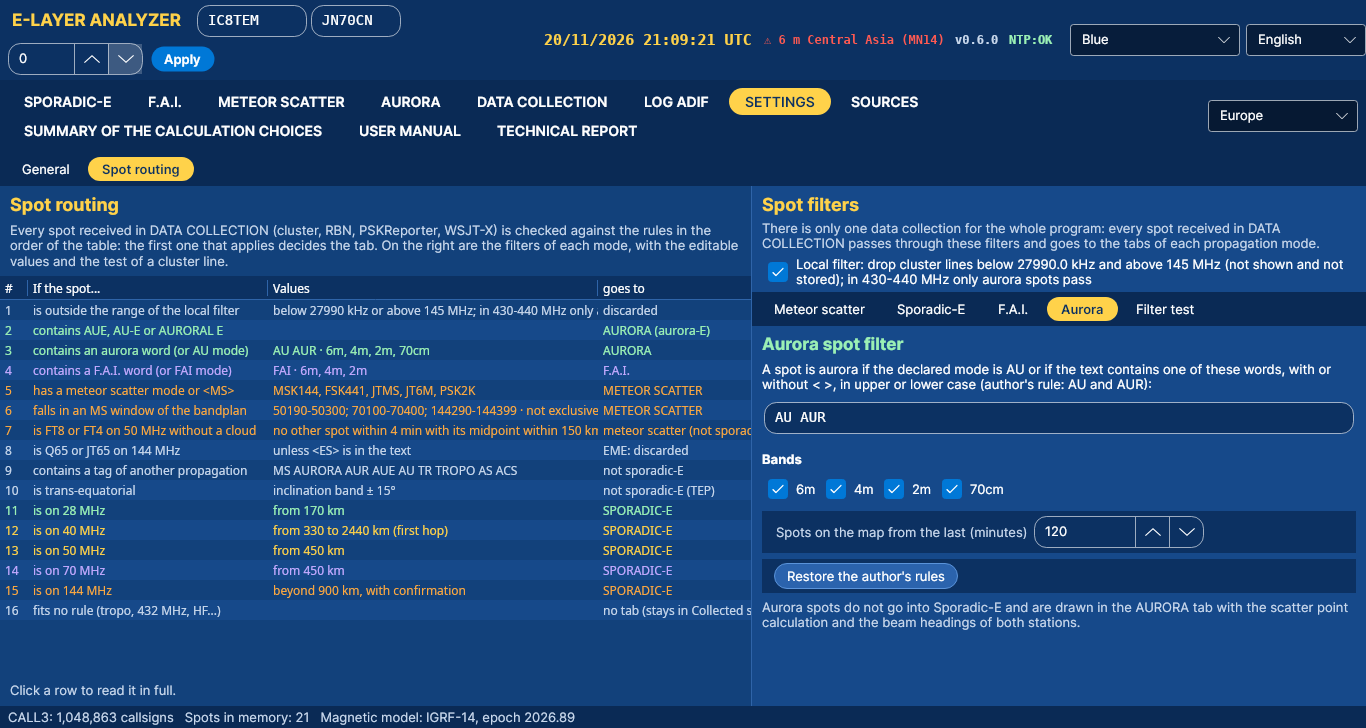 E-LAYER ANALYZER IC8TEM JN70CN
20/11/2026 21:09:21 UTC ⚠ 6 m Central Asia (MN14) v0.6.0 NTP:OK Blue English
0 Apply
SPORADIC-E F.A.I. METEOR SCATTER AURORA DATA COLLECTION LOG ADIF SETTINGS SOURCES
Europe
SUMMARY OF THE CALCULATION CHOICES USER MANUAL TECHNICAL REPORT
General Spot routing
Spot routing
Every spot received in DATA COLLECTION (cluster, RBN, PSKReporter, WSJT-X) is checked against the rules in the
order of the table: the first one that applies decides the tab. On the right are the filters of each mode, with the editable
values and the test of a cluster line.
# If the spot... Values goes to
1 is outside the range of the local filter below 27990 kHz or above 145 MHz; in 430-440 MHz only discarded
2 contains AUE, AU-E or AURORAL E AURORA (aurora-E)
3 contains an aurora word (or AU mode) AU AUR · 6m, 4m, 2m, 70cm AURORA
4 contains a F.A.I. word (or FAI mode) FAI · 6m, 4m, 2m F.A.I.
5 has a meteor scatter mode or <MS> MSK144, FSK441, JTMS, JT6M, PSK2K METEOR SCATTER
6 falls in an MS window of the bandplan 50190-50300; 70100-70400; 144290-144399 · not exclusive METEOR SCATTER
7 is FT8 or FT4 on 50 MHz without a cloud no other spot within 4 min with its midpoint within 150 km meteor scatter (not sporad
8 is Q65 or JT65 on 144 MHz unless <ES> is in the text EME: discarded
9 contains a tag of another propagation MS AURORA AUR AUE AU TR TROPO AS ACS not sporadic-E
10 is trans-equatorial inclination band ± 15° not sporadic-E (TEP)
11 is on 28 MHz from 170 km SPORADIC-E
12 is on 40 MHz from 330 to 2440 km (first hop) SPORADIC-E
13 is on 50 MHz from 450 km SPORADIC-E
14 is on 70 MHz from 450 km SPORADIC-E
15 is on 144 MHz beyond 900 km, with confirmation SPORADIC-E
16 fits no rule (tropo, 432 MHz, HF...) no tab (stays in Collected s
Click a row to read it in full.
Spot filters
There is only one data collection for the whole program: every spot received in DATA
COLLECTION passes through these filters and goes to the tabs of each propagation mode.
Local filter: drop cluster lines below 27990.0 kHz and above 145 MHz (not shown and not
stored); in 430-440 MHz only aurora spots pass
Meteor scatter Sporadic-E F.A.I. Aurora Filter test
Aurora spot filter
A spot is aurora if the declared mode is AU or if the text contains one of these words, with or
without < >, in upper or lower case (author's rule: AU and AUR):
AU AUR
Bands
6m 4m 2m 70cm
Spots on the map from the last (minutes) 120
Restore the author's rules
Aurora spots do not go into Sporadic-E and are drawn in the AURORA tab with the scatter point
calculation and the beam headings of both stations.
CALL3: 1,048,863 callsigns Spots in memory: 21 Magnetic model: IGRF-14, epoch 2026.89